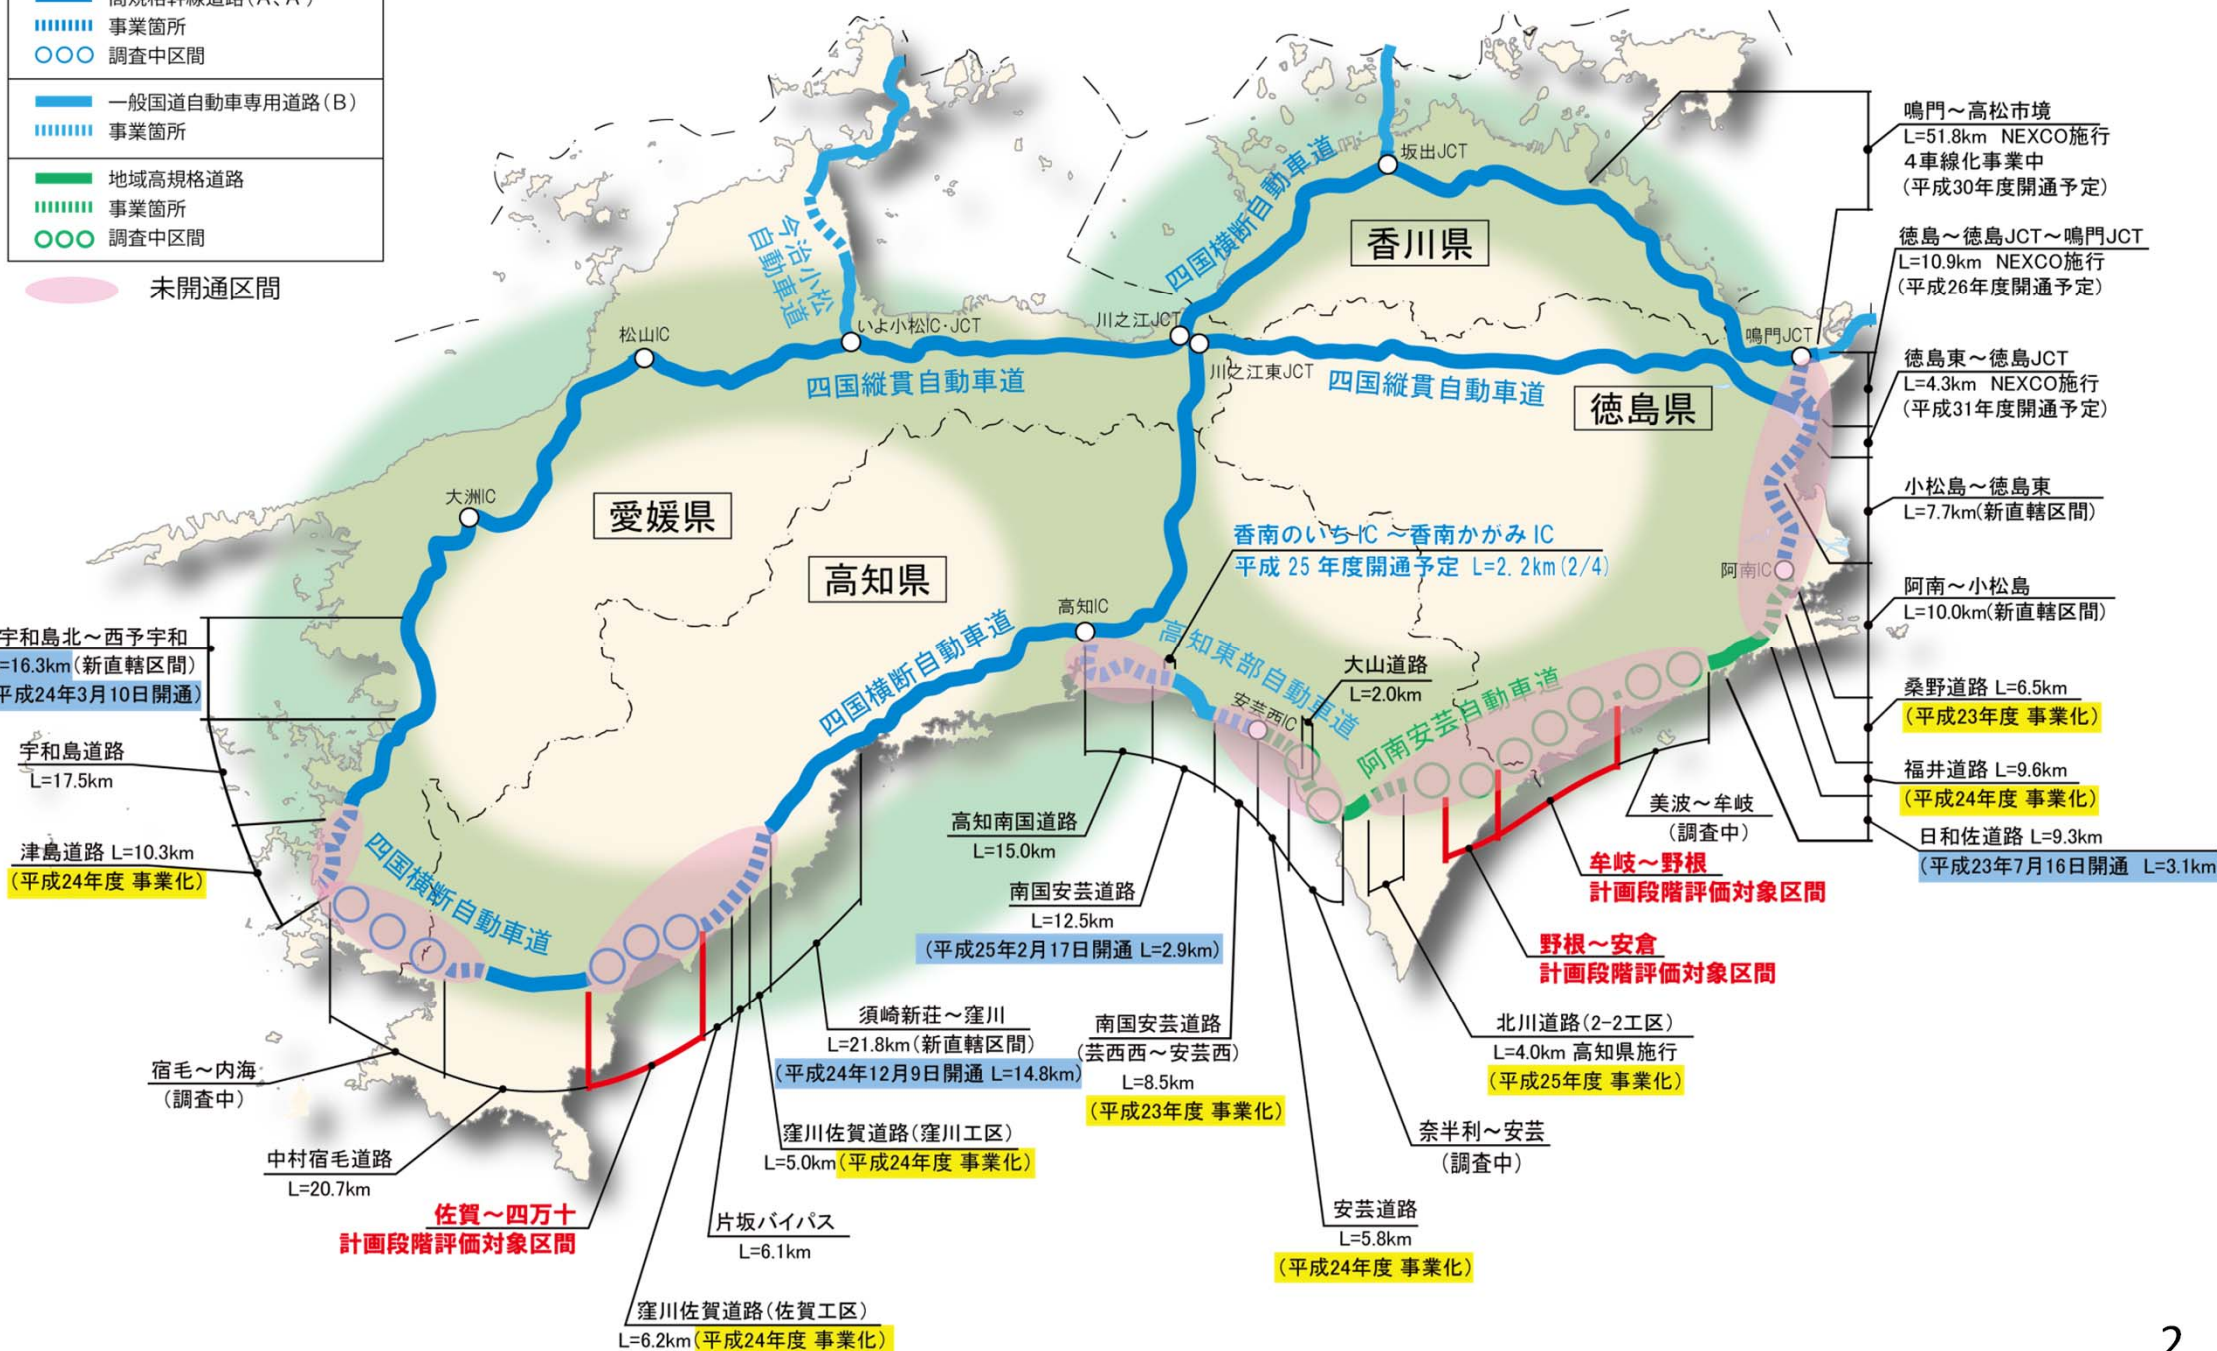 高規格幹線道路(A、A')
事業箇所
調査中区間
一般国道自動車専用道路(B)
事業箇所
地域高規格道路
事業箇所
調査中区間
未開通区間
坂出JCT
四国横断自動車道
香川県
今治小松
自動車道
松山IC
いよ小松IC・JCT
川之江JCT
川之江東JCT
鳴門JCT
四国縦貫自動車道
四国縦貫自動車道
徳島県
大洲IC
愛媛県
高知県
香南のいちIC ～香南かがみ IC
平成 25 年度開通予定 L=2.2km(2/4)
阿南IC
高知IC
四国横断自動車道
高知東部自動車道
安芸西IC
大山道路
L=2.0km
阿南安芸自動車道
四国横断自動車道
鳴門～高松市境
L=51.8km NEXCO施行
4車線化事業中
(平成30年度開通予定)
徳島～徳島JCT～鳴門JCT
L=10.9km NEXCO施行
(平成26年度開通予定)
徳島東～徳島JCT
L=4.3km NEXCO施行
(平成31年度開通予定)
小松島～徳島東
L=7.7km(新直轄区間)
阿南～小松島
L=10.0km(新直轄区間)
桑野道路 L=6.5km
(平成23年度 事業化)
福井道路 L=9.6km
(平成24年度 事業化)
日和佐道路 L=9.3km
(平成23年7月16日開通 L=3.1km
美波～牟岐
(調査中)
牟岐～野根
計画段階評価対象区間
野根～安倉
計画段階評価対象区間
北川道路(2-2工区)
L=4.0km 高知県施行
(平成25年度 事業化)
奈半利～安芸
(調査中)
安芸道路
L=5.8km
(平成24年度 事業化)
高知南国道路
L=15.0km
南国安芸道路
L=12.5km
(平成25年2月17日開通 L=2.9km)
南国安芸道路
(芸西西～安芸西)
L=8.5km
(平成23年度 事業化)
須崎新荘～窪川
L=21.8km(新直轄区間)
(平成24年12月9日開通 L=14.8km)
窪川佐賀道路(窪川工区)
L=5.0km(平成24年度 事業化)
片坂バイパス
L=6.1km
窪川佐賀道路(佐賀工区)
L=6.2km(平成24年度 事業化)
佐賀～四万十
計画段階評価対象区間
中村宿毛道路
L=20.7km
宿毛～内海
(調査中)
宇和島北～西予宇和
=16.3km(新直轄区間)
平成24年3月10日開通)
宇和島道路
L=17.5km
津島道路 L=10.3km
(平成24年度 事業化)
2